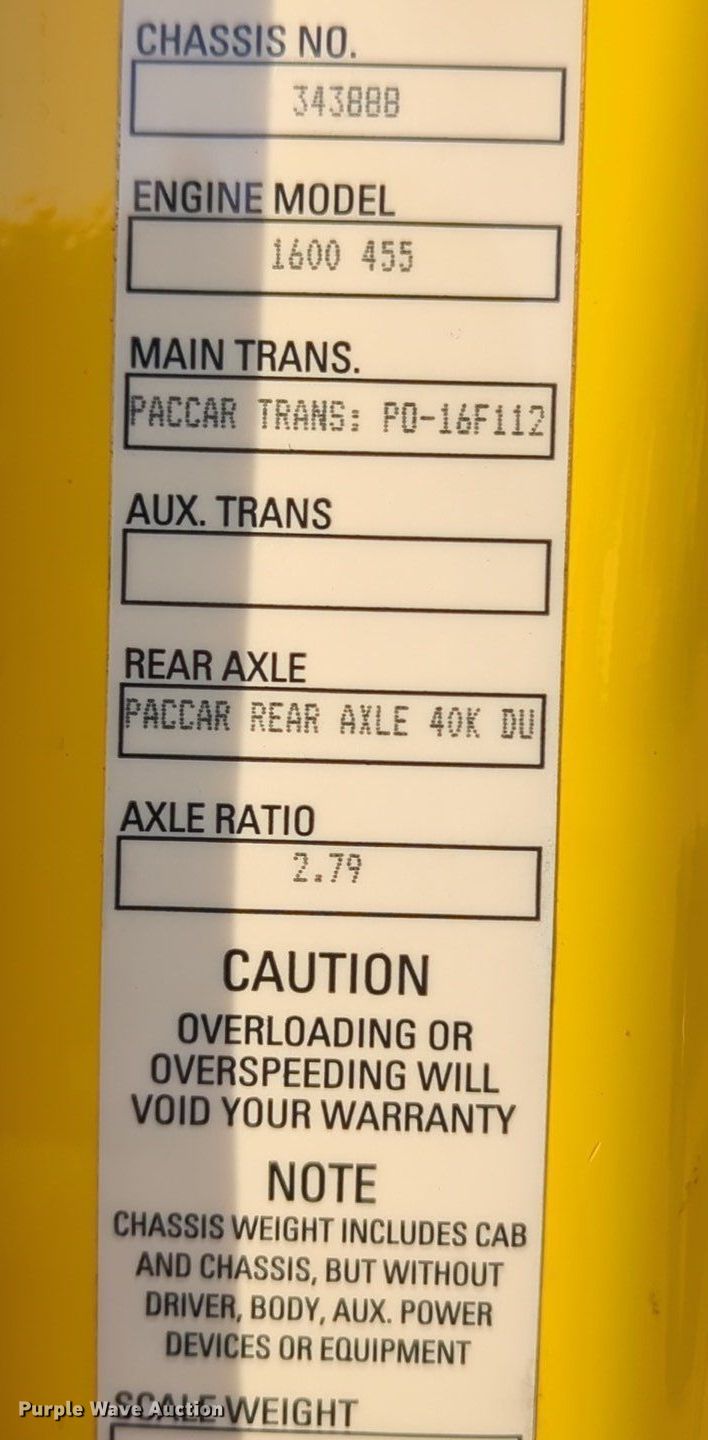 CHASSIS NO.
343888
ENGINE MODEL
1600 455
MAIN TRANS.
PACCAR TRANS: PO-16F112
AUX. TRANS
REAR AXLE
PACCAR REAR AXLE 40K DU
AXLE RATIO
2.79
CAUTION
OVERLOADING OR
OVERSPEEDING WILL
VOID YOUR WARRANTY
NOTE
CHASSIS WEIGHT INCLUDES CAB
AND CHASSIS, BUT WITHOUT
DRIVER, BODY, AUX. POWER
DEVICES OR EQUIPMENT
SCALE WEIGHT
Purple Wave Auction